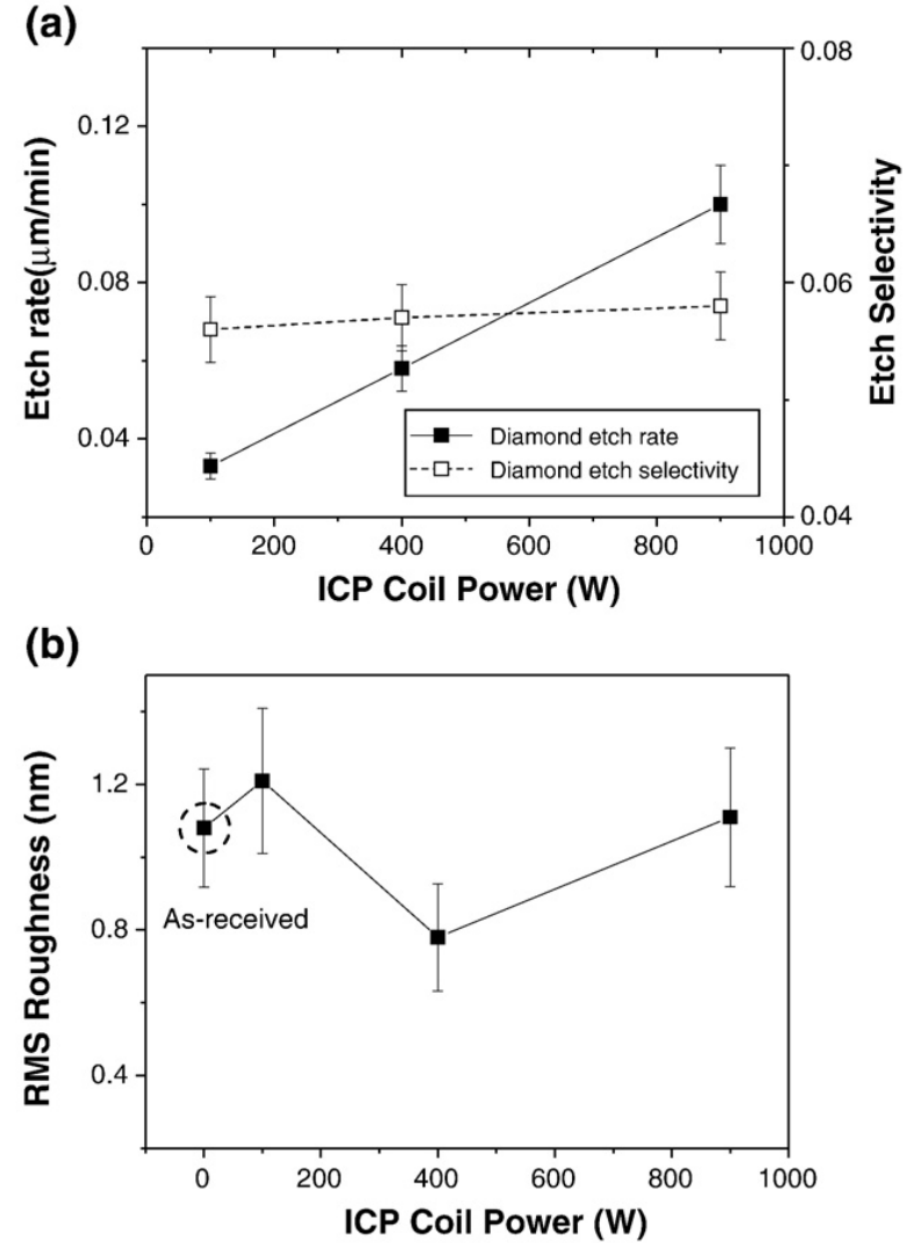 (a)
0.12
0.08
0.04
0.08
0.06
0.04
Etch rate(μm/min)
Etch Selectivity
Diamond etch rate
Diamond etch selectivity
0 200 400 600 800 1000
ICP Coil Power (W)
(b)
1.2
0.8
0.4
RMS Roughness (nm)
As-received
0 200 400 600 800 1000
ICP Coil Power (W)